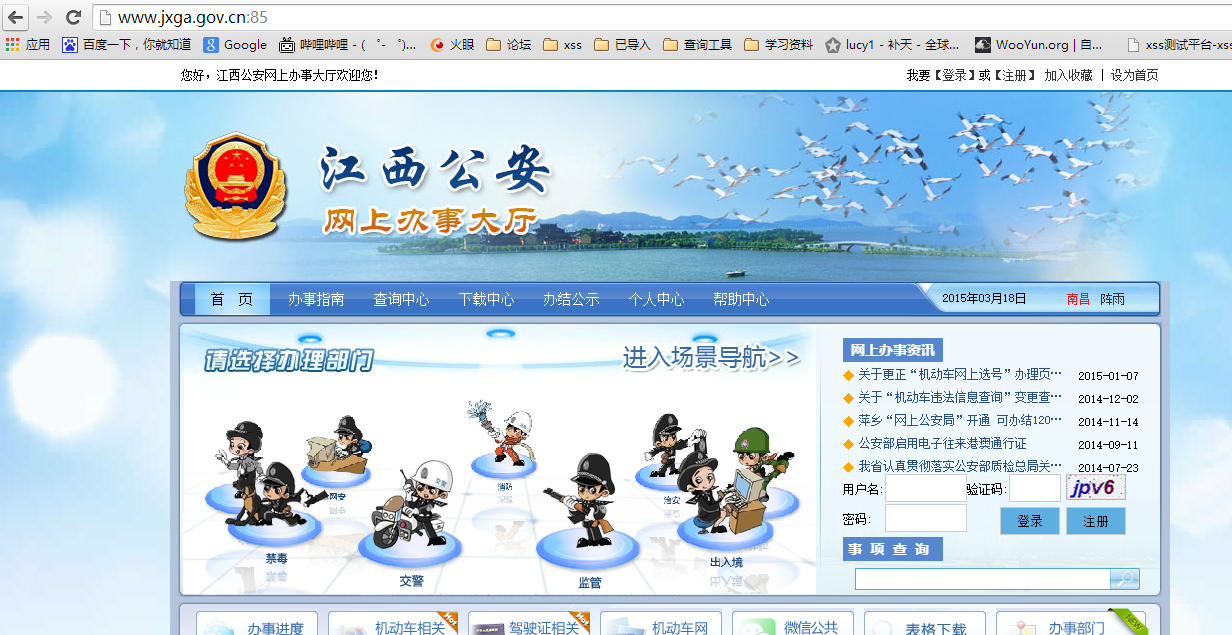 www.jxga.gov.cn:85
应用 百度一下，你就知道 Google 哔哩哔哩 - ( ゜- ゜)... 火眼 论坛 xss 已导入 查询工具 学习资料 lucy1 - 补天 - 全球... WooYun.org | 自... xss测试平台-xss
您好，江西公安网上办事大厅欢迎您！ 我要【登录】或【注册】 加入收藏 | 设为首页
江西公安
网上办事大厅
首 页 办事指南 查询中心 下载中心 办结公示 个人中心 帮助中心 2015年03月18日 南昌 阵雨
请选择办理部门 进入场景导航>>
网上办事资讯
关于更正“机动车网上选号”办理页… 2015-01-07
关于“机动车违法信息查询”变更查… 2014-12-02
萍乡“网上公安局”开通 可办结120… 2014-11-14
公安部启用电子往来港澳通行证 2014-09-11
我省认真贯彻落实公安部质检总局关… 2014-07-23
用户名: 验证码: jpv6
密码: 登录 注册
事 项 查 询
网安
消防
治安
禁毒
交警
监管
出入境
办事进度 机动车相关 Hot 驾驶证相关 Hot 机动车网 微信公共 表格下载 办事部门 NEW